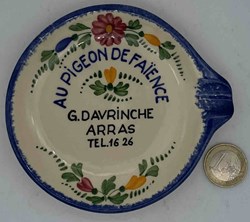 AU PIGEON DE FAÏENCE
G. DAVRINCHE
ARRAS
TEL. 16 26